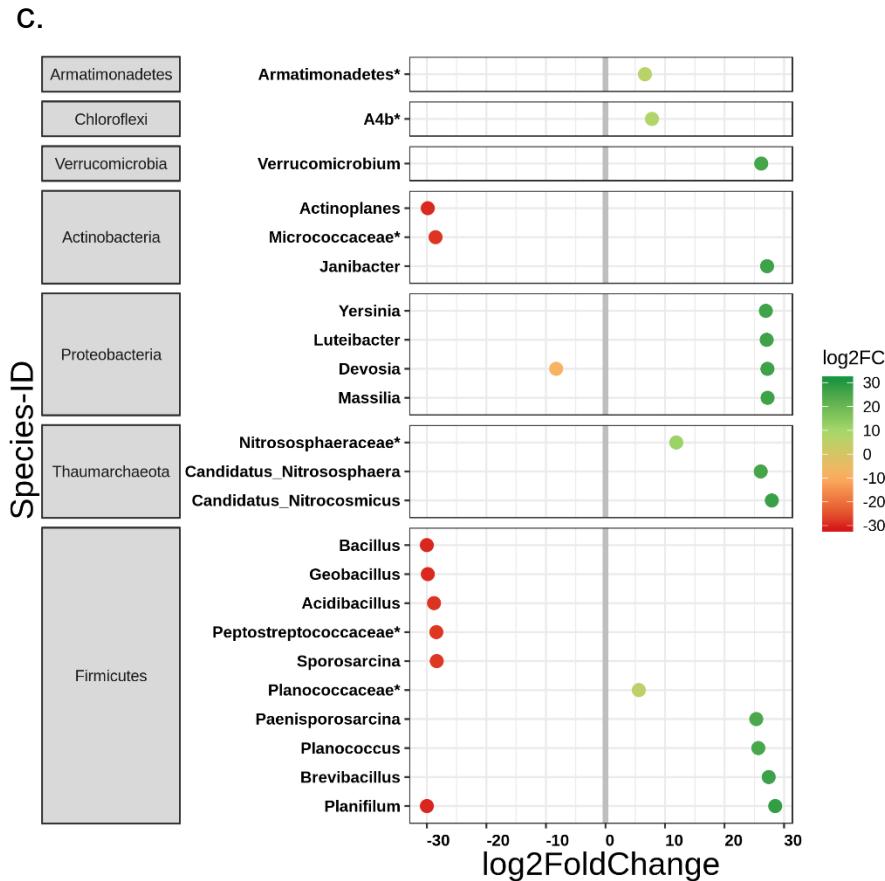 c.
Species-ID
Armatimonadetes
Armatimonadetes*
Chloroflexi
A4b*
Verrucomicrobia
Verrucomicrobium
Actinobacteria
Actinoplanes
Micrococcaceae*
Janibacter
Proteobacteria
Yersinia
Luteibacter
Devosia
Massilia
Thaumarchaeota
Nitrososphaeraceae*
Candidatus_Nitrososphaera
Candidatus_Nitrocosmicus
Firmicutes
Bacillus
Geobacillus
Acidibacillus
Peptostreptococcaceae*
Sporosarcina
Planococcaceae*
Paenisporosarcina
Planococcus
Brevibacillus
Planifilum
-30 -20 -10 0 10 20 30
log2FoldChange
log2FC
30
20
10
0
-10
-20
-30